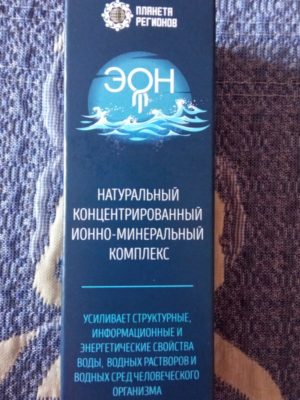 ПЛАНЕТА
РЕГИОНОВ
ЭОН
НАТУРАЛЬНЫЙ
КОНЦЕНТРИРОВАННЫЙ
ИОННО-МИНЕРАЛЬНЫЙ
КОМПЛЕКС
УСИЛИВАЕТ СТРУКТУРНЫЕ,
ИНФОРМАЦИОННЫЕ И
ЭНЕРГЕТИЧЕСКИЕ СВОЙСТВА
ВОДЫ, ВОДНЫХ РАСТВОРОВ И
ВОДНЫХ СРЕД ЧЕЛОВЕЧЕСКОГО
ОРГАНИЗМА